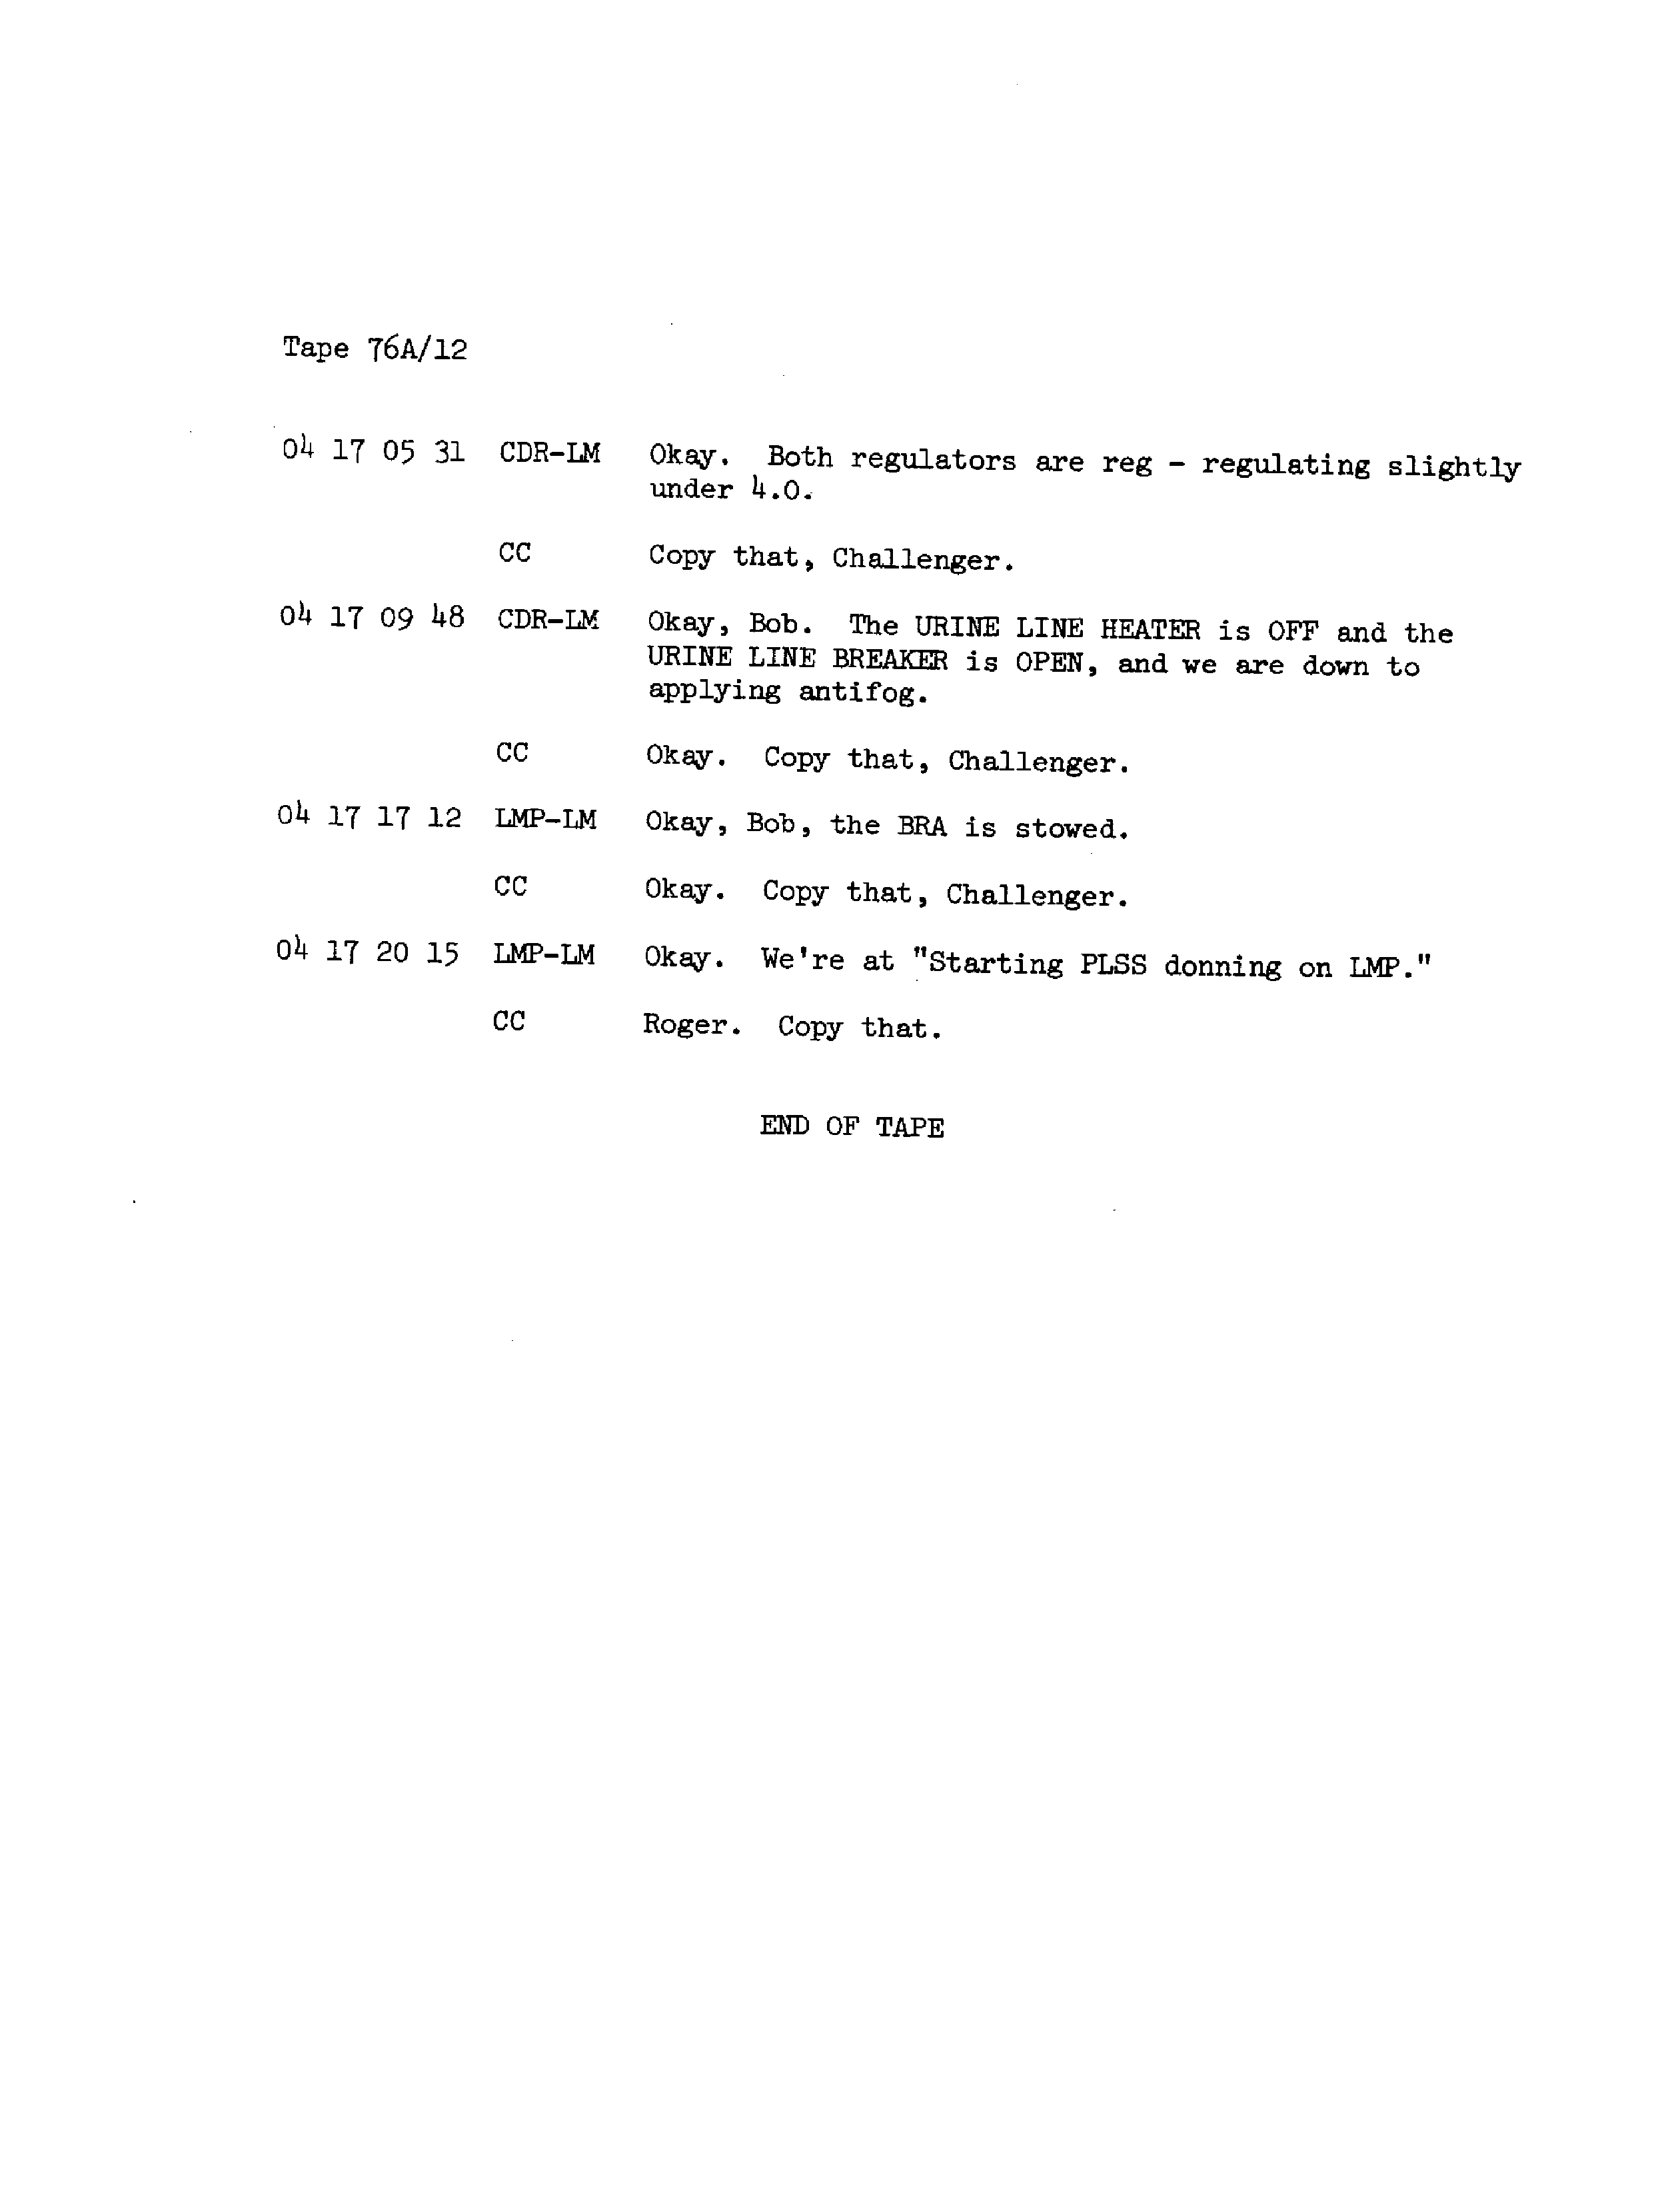 Tape 76A/12
04 17 05 31 CDR-LM Okay. Both regulators are reg - regulating slightly
under 4.0.
CC Copy that, Challenger.
04 17 09 48 CDR-LM Okay, Bob. The URINE LINE HEATER is OFF and the
URINE LINE BREAKER is OPEN, and we are down to
applying antifog.
CC Okay. Copy that, Challenger.
04 17 17 12 LMP-LM Okay, Bob, the BRA is stowed.
CC Okay. Copy that, Challenger.
04 17 20 15 LMP-LM Okay. We're at "Starting PLSS donning on LMP."
CC Roger. Copy that.
END OF TAPE